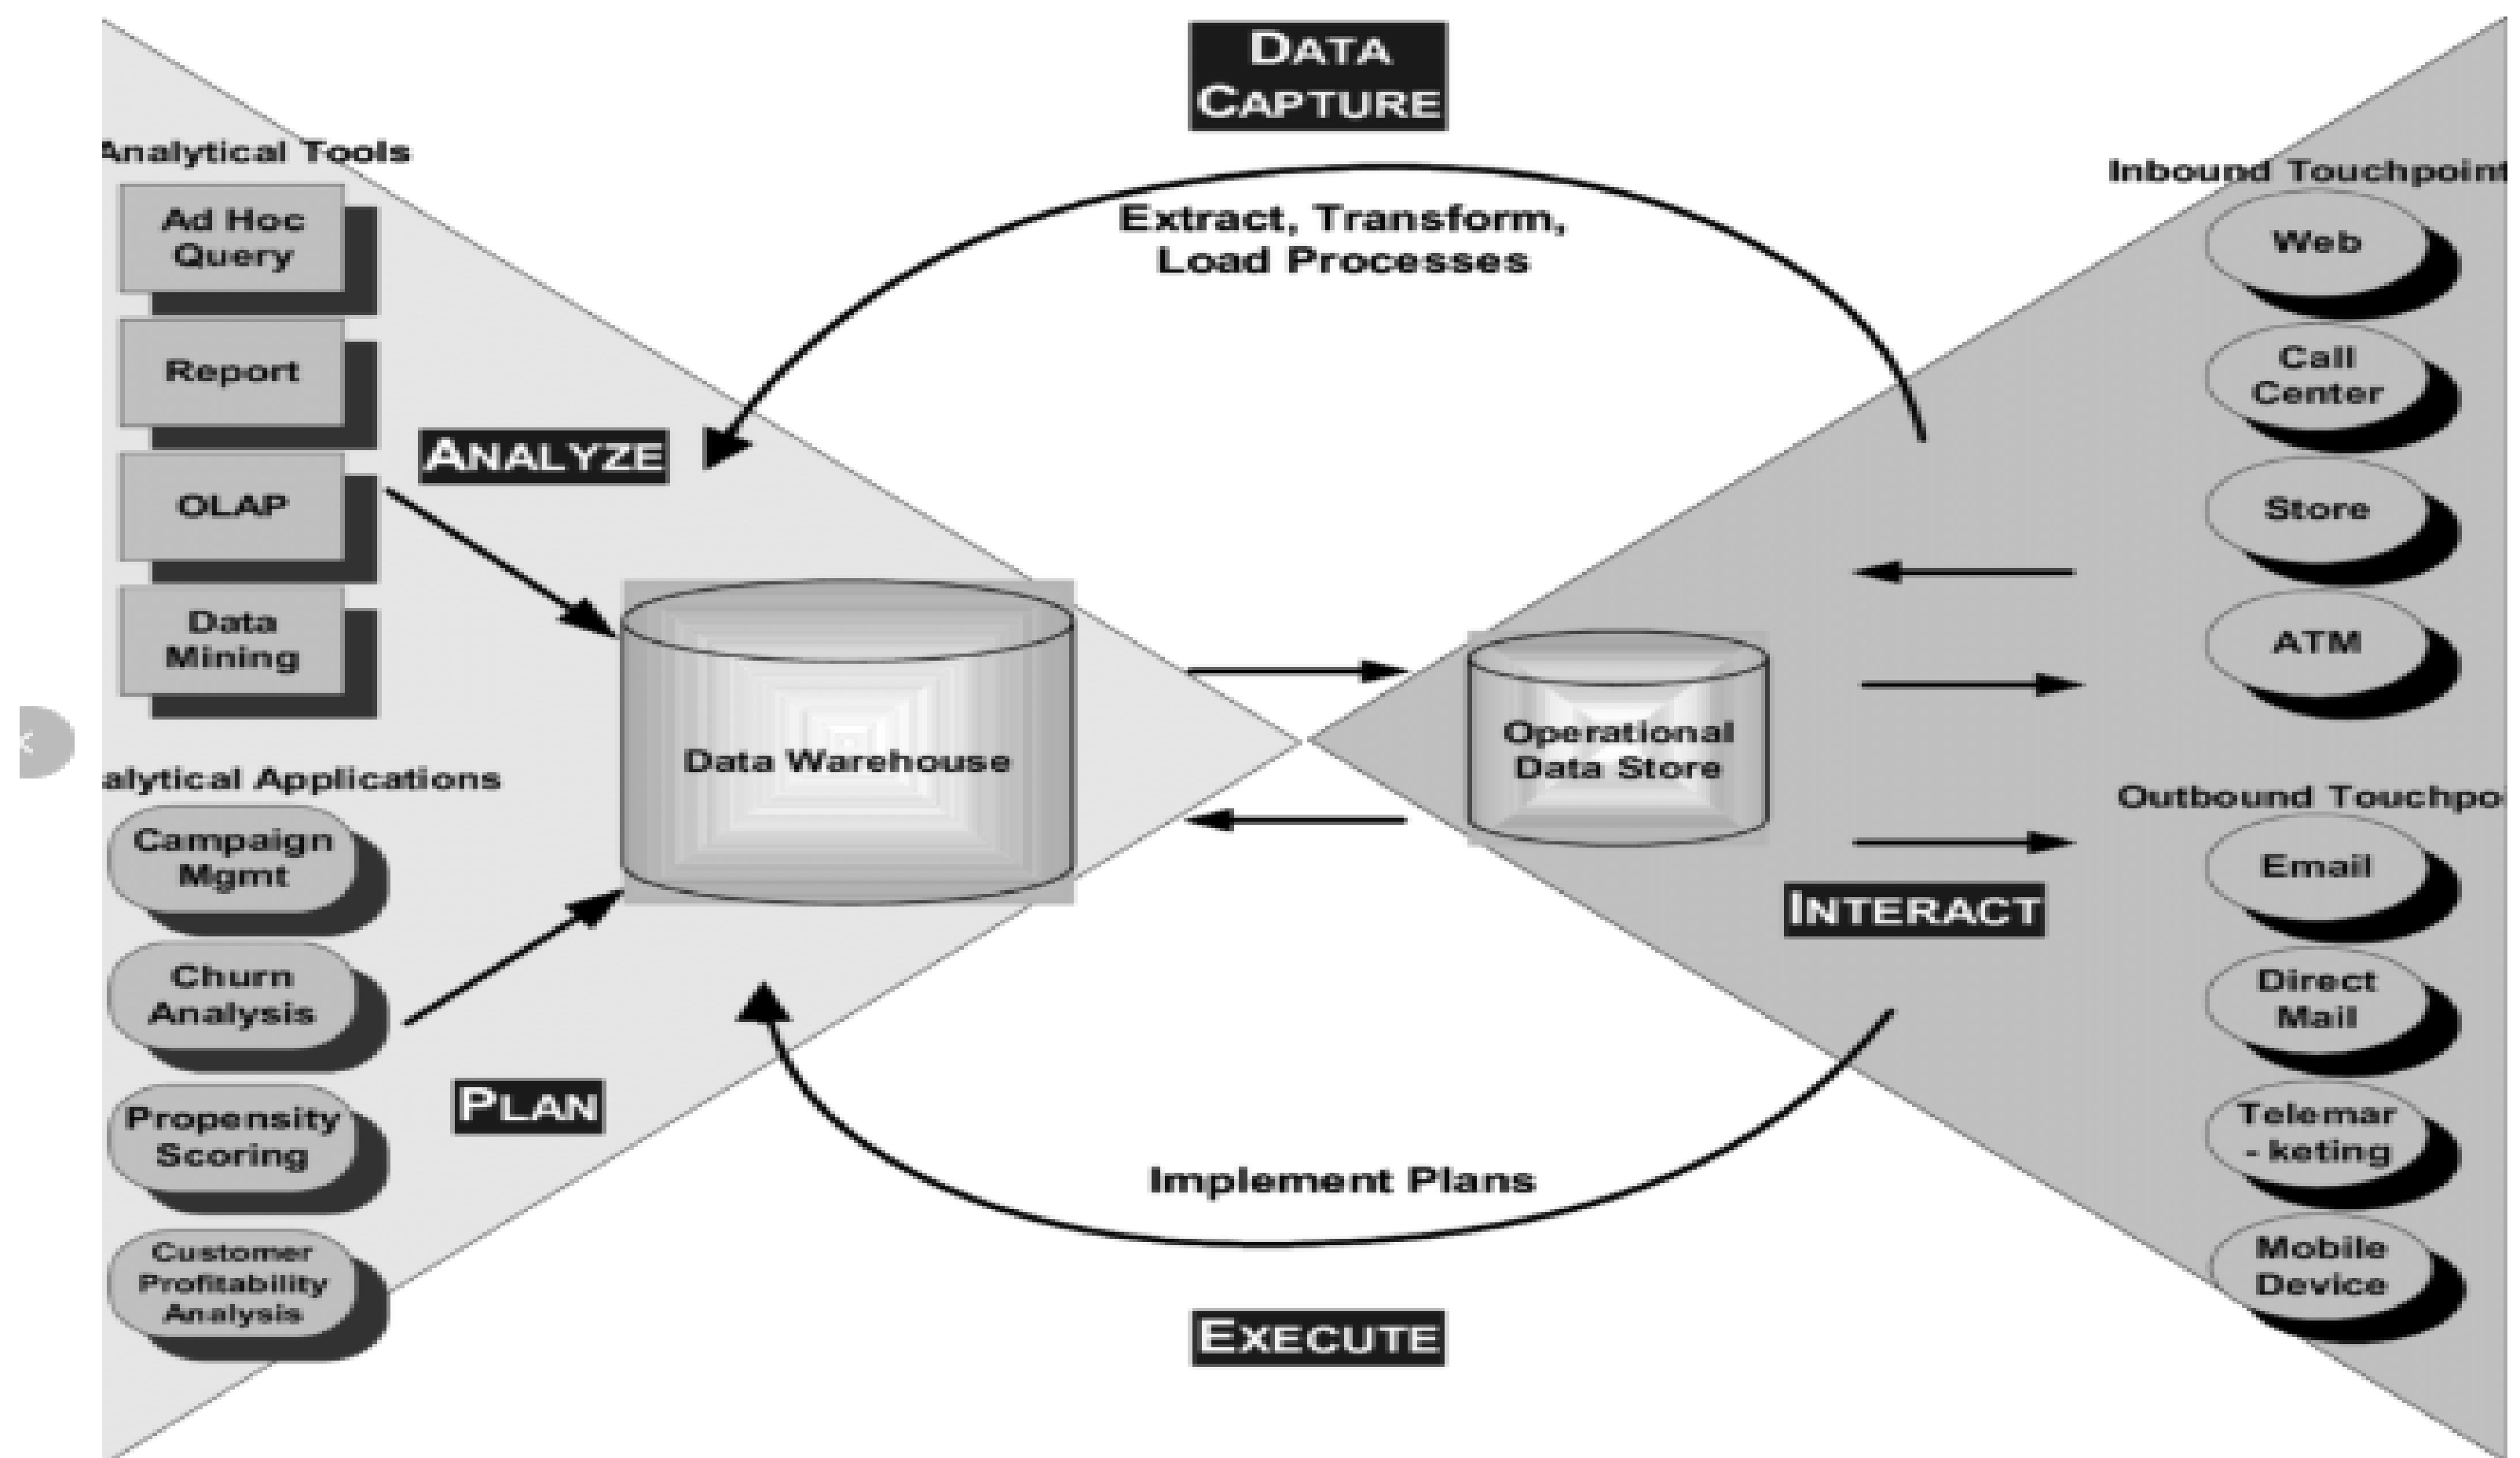 DATA
CAPTURE
Analytical Tools
Ad Hoc
Query
Report
OLAP
Data
Mining
ANALYZE
Extract, Transform,
Load Processes
Inbound Touchpoint
Web
Call
Center
Store
ATM
Data Warehouse
Operational
Data Store
alytical Applications
Campaign
Mgmt
Churn
Analysis
Propensity
Scoring
Customer
Profitability
Analysis
PLAN
Implement Plans
EXECUTE
INTERACT
Outbound Touchpo
Email
Direct
Mail
Telemar
- keting
Mobile
Device